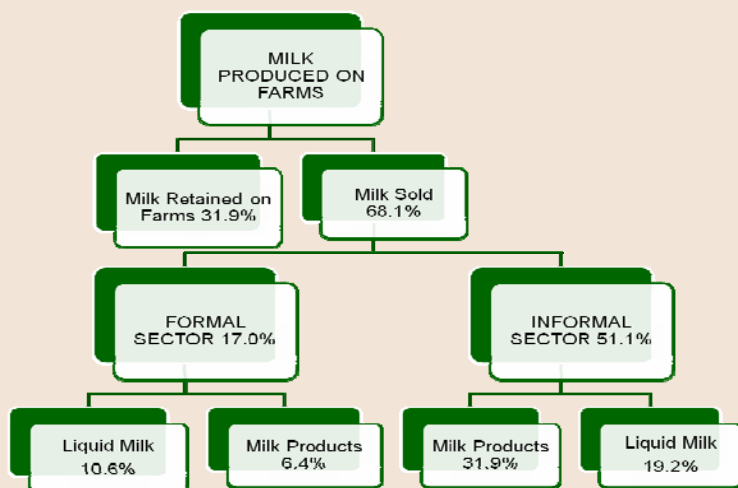 MILK
PRODUCED ON
FARMS
Milk Retained on
Farms 31.9%
Milk Sold
68.1%
FORMAL
SECTOR 17.0%
INFORMAL
SECTOR 51.1%
Liquid Milk
10.6%
Milk Products
6.4%
Milk Products
31.9%
Liquid Milk
19.2%